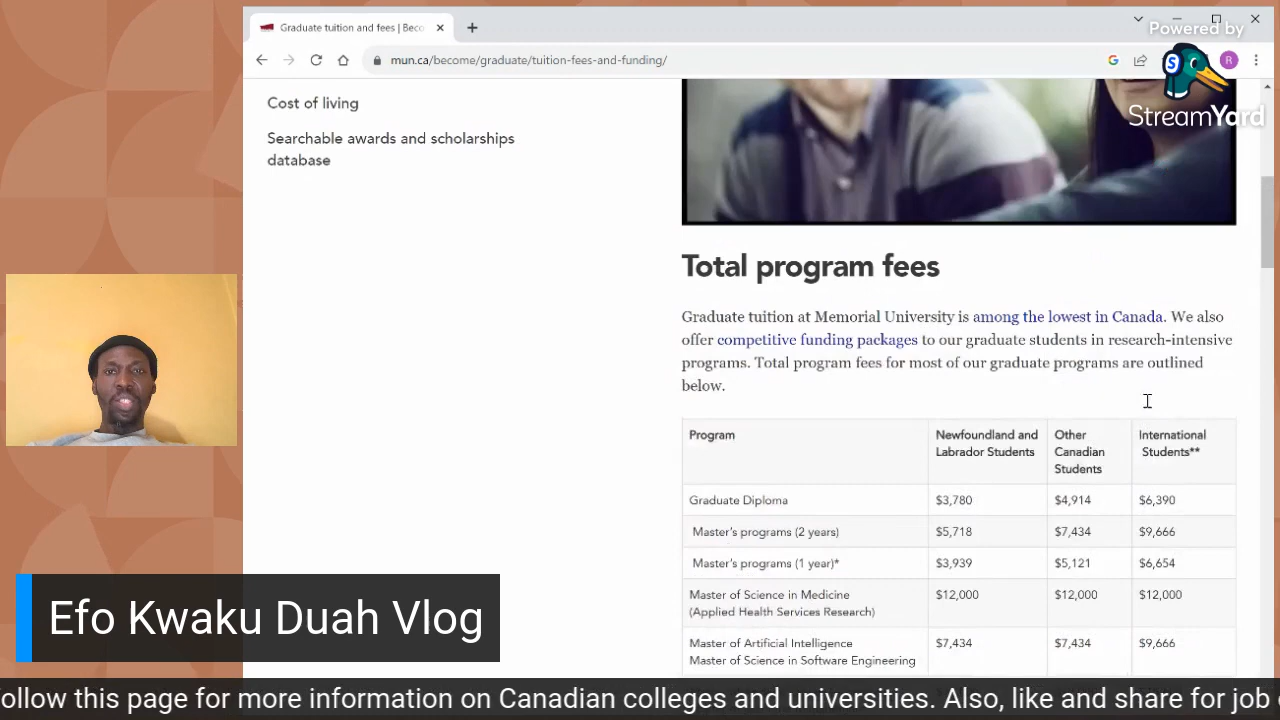 Graduate tuition and fees | Beco
Powered by
StreamYard
mun.ca/become/graduate/tuition-fees-and-funding/
R
Cost of living
Searchable awards and scholarships
database
Total program fees
Graduate tuition at Memorial University is among the lowest in Canada. We also
offer competitive funding packages to our graduate students in research-intensive
programs. Total program fees for most of our graduate programs are outlined
below.
Program
Newfoundland and
Labrador Students
Other
Canadian
Students
International
Students**
Graduate Diploma $3,780 $4,914 $6,390
Master's programs (2 years) $5,718 $7,434 $9,666
Master's programs (1 year)* $3,939 $5,121 $6,654
Master of Science in Medicine $12,000 $12,000 $12,000
(Applied Health Services Research)
Master of Artificial Intelligence $7,434 $7,434 $9,666
Master of Science in Software Engineering
Efo Kwaku Duah Vlog
ollow this page for more information on Canadian colleges and universities. Also, like and share for job